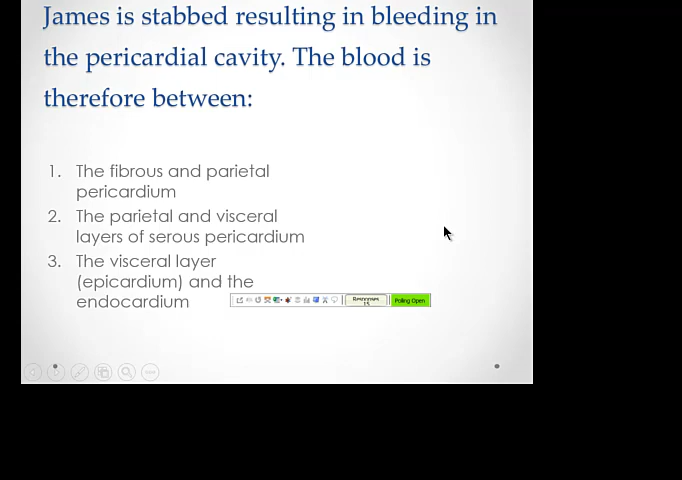 James is stabbed resulting in bleeding in
the pericardial cavity. The blood is
therefore between:
1. The fibrous and parietal
pericardium
2. The parietal and visceral
layers of serous pericardium
3. The visceral layer
(epicardium) and the
endocardium
Responses
15
Polling Open